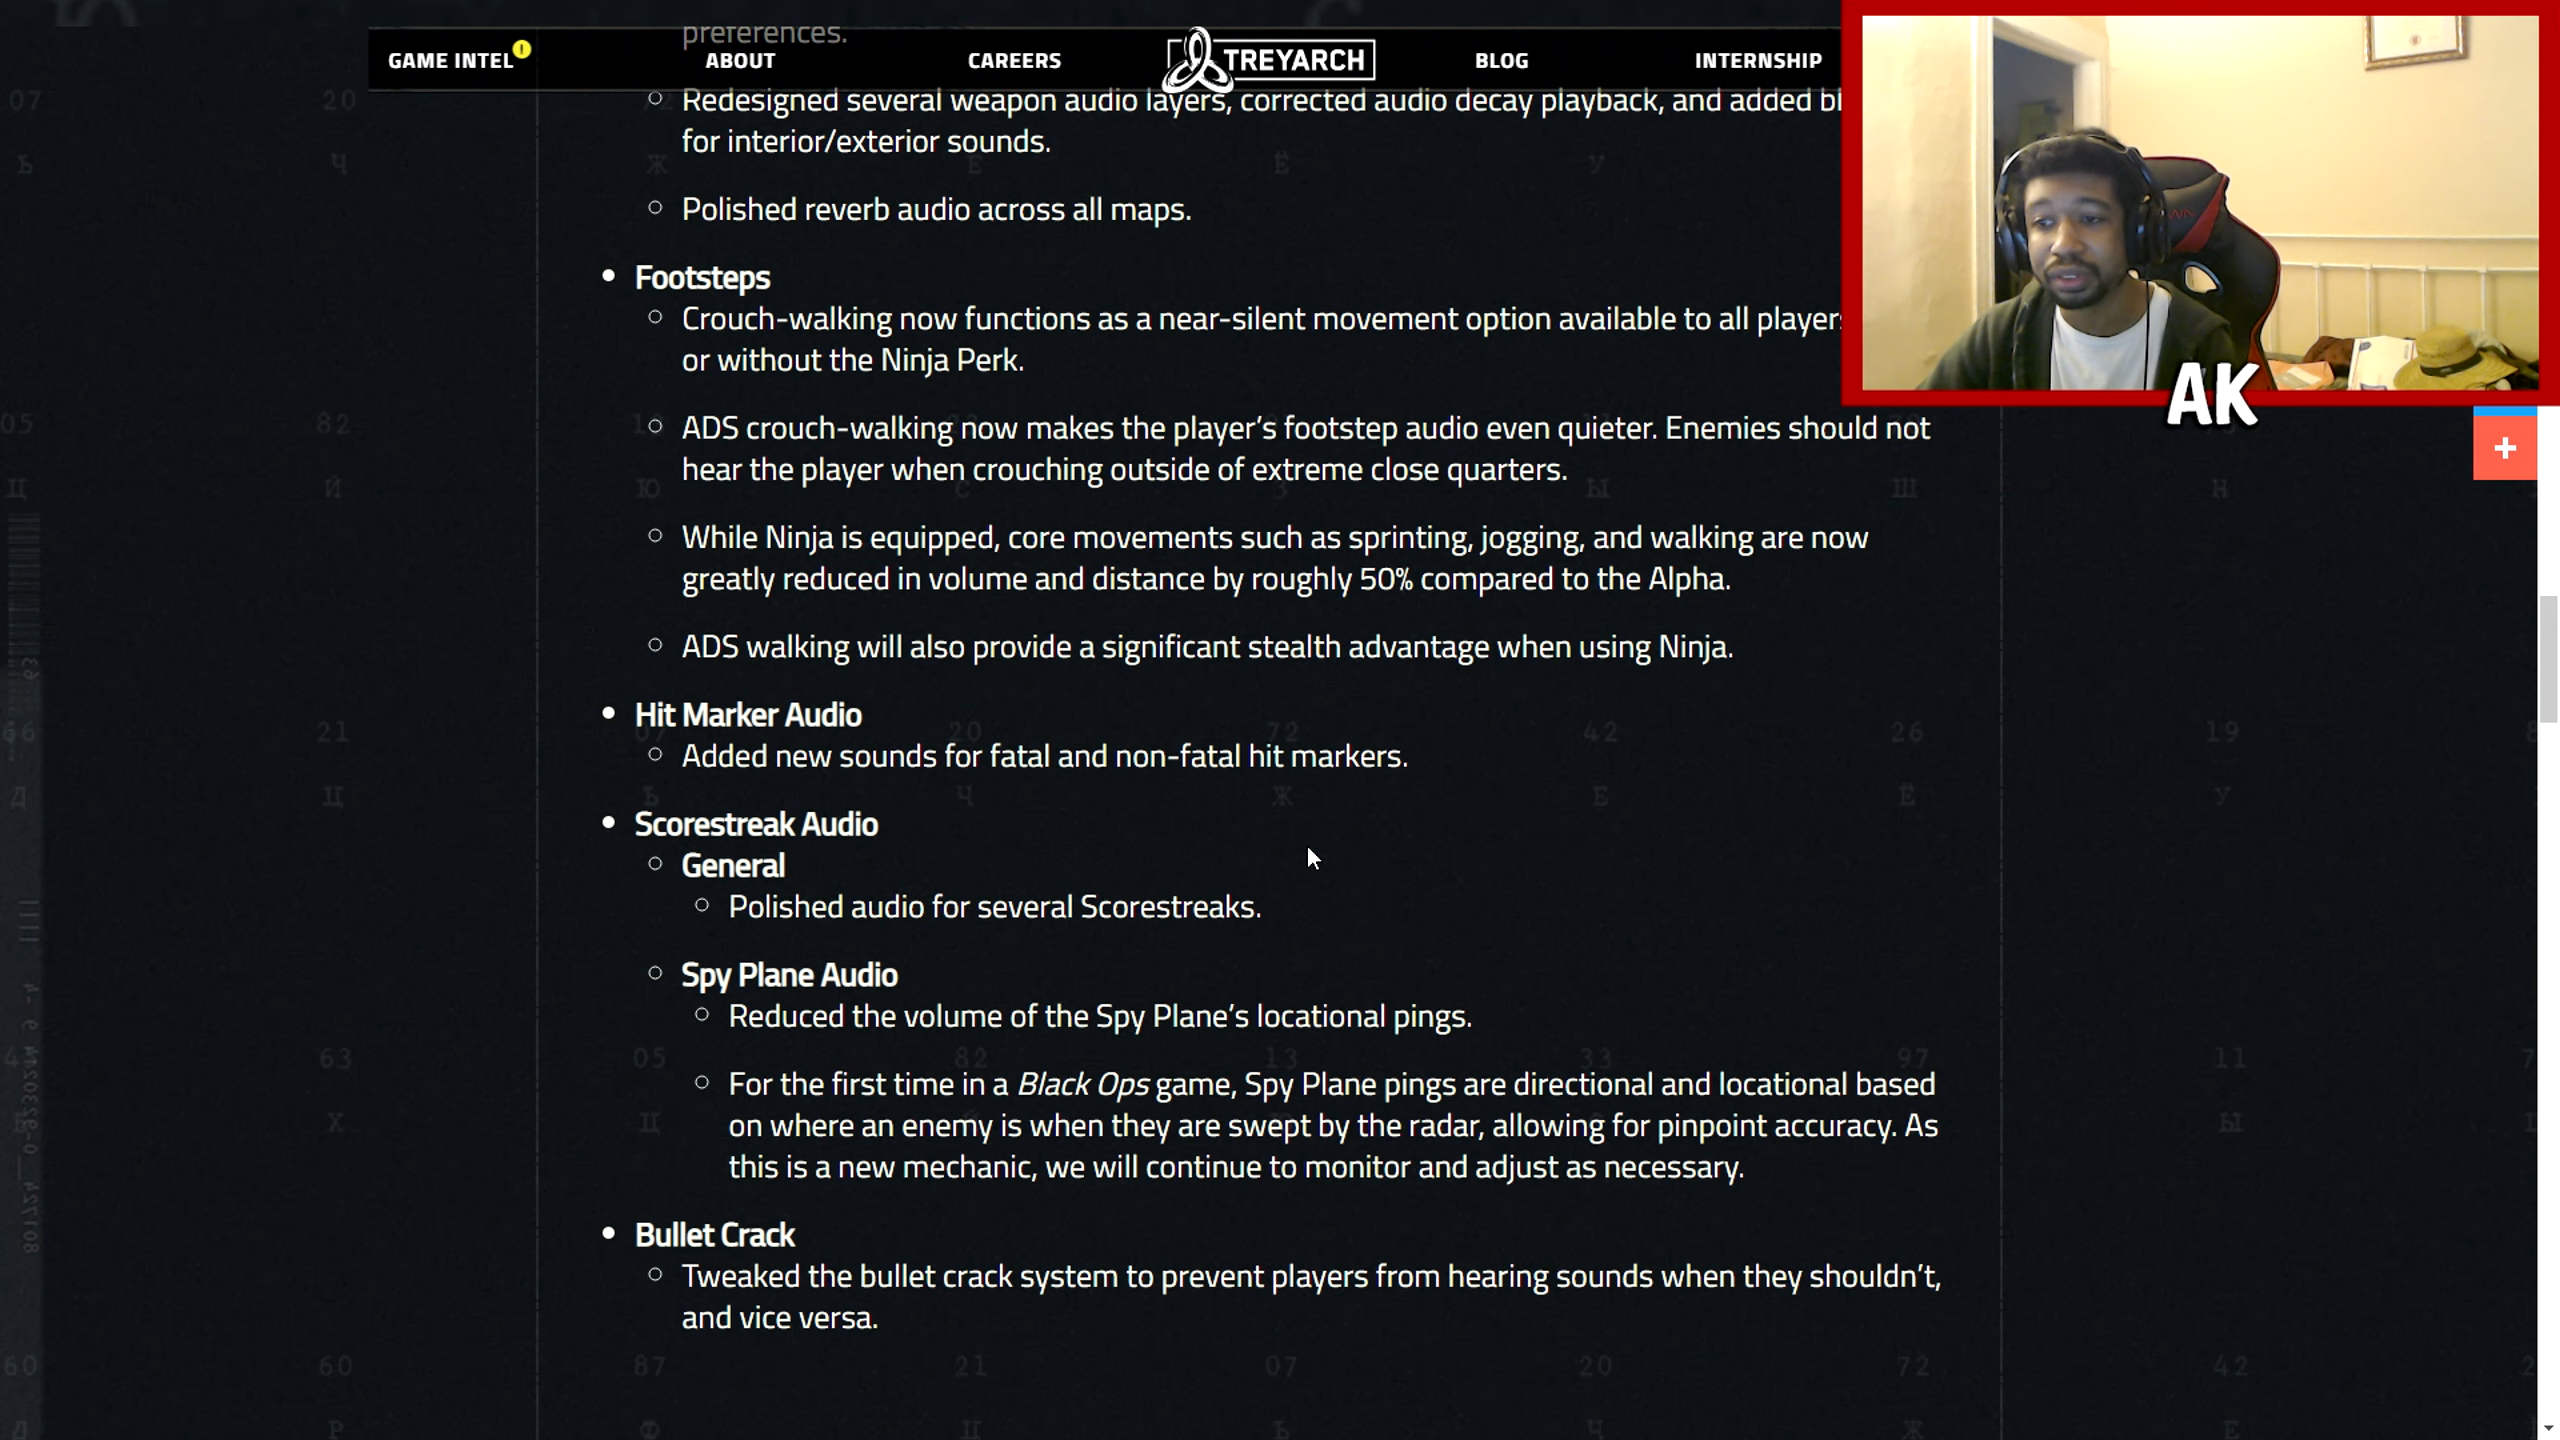 preferences.
GAME INTEL
ABOUT
CAREERS
TREYARCH
BLOG
INTERNSHIP
Redesigned several weapon audio layers, corrected audio decay playback, and added
for interior/exterior sounds.
Polished reverb audio across all maps.
Footsteps
Crouch-walking now functions as a near-silent movement option available to all
or without the Ninja Perk.
ADS crouch-walking now makes the player’s footstep audio even quieter. Enemies should not
hear the player when crouching outside of extreme close quarters.
While Ninja is equipped, core movements such as sprinting, jogging, and walking are now
greatly reduced in volume and distance by roughly 50% compared to the Alpha.
ADS walking will also provide a significant stealth advantage when using Ninja.
Hit Marker Audio
Added new sounds for fatal and non-fatal hit markers.
Scorestreak Audio
General
Polished audio for several Scorestreaks.
Spy Plane Audio
Reduced the volume of the Spy Plane’s locational pings.
For the first time in a Black Ops game, Spy Plane pings are directional and locational based
on where an enemy is when they are swept by the radar, allowing for pinpoint accuracy. As
this is a new mechanic, we will continue to monitor and adjust as necessary.
Bullet Crack
Tweaked the bullet crack system to prevent players from hearing sounds when they shouldn’t,
and vice versa.
AK